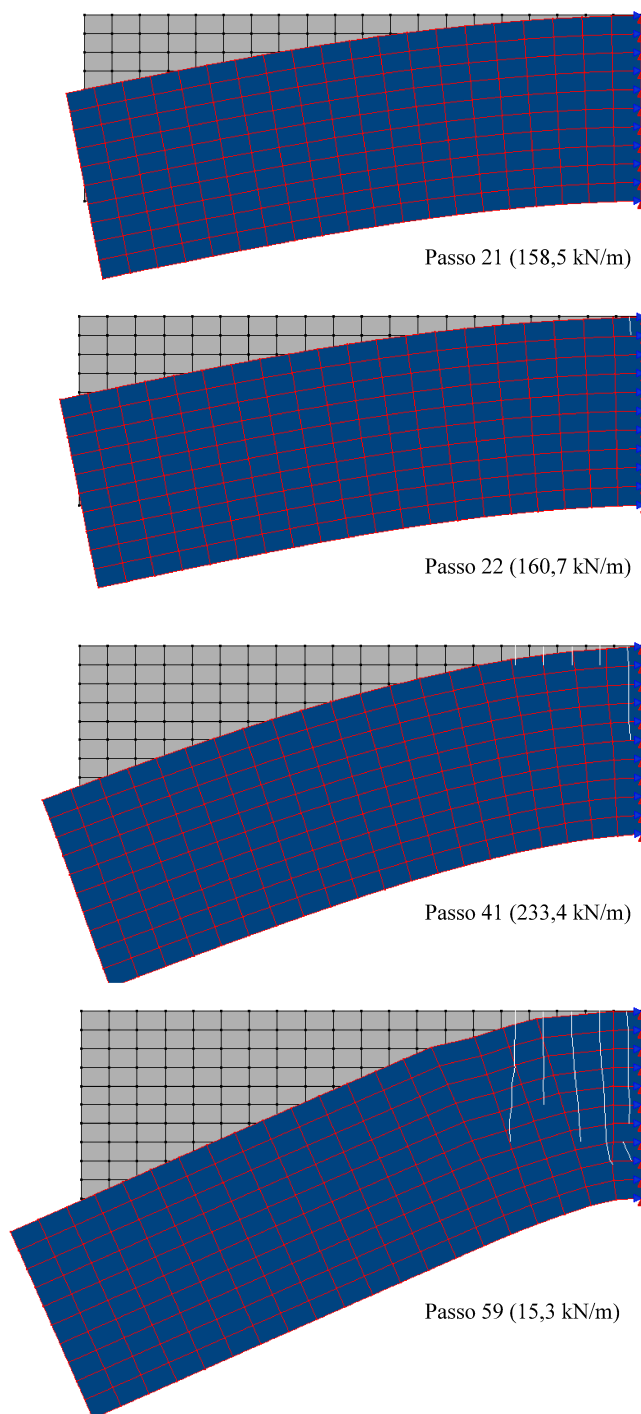 Passo 21 (158,5 kN/m)
Passo 22 (160,7 kN/m)
Passo 41 (233,4 kN/m)
Passo 59 (15,3 kN/m)